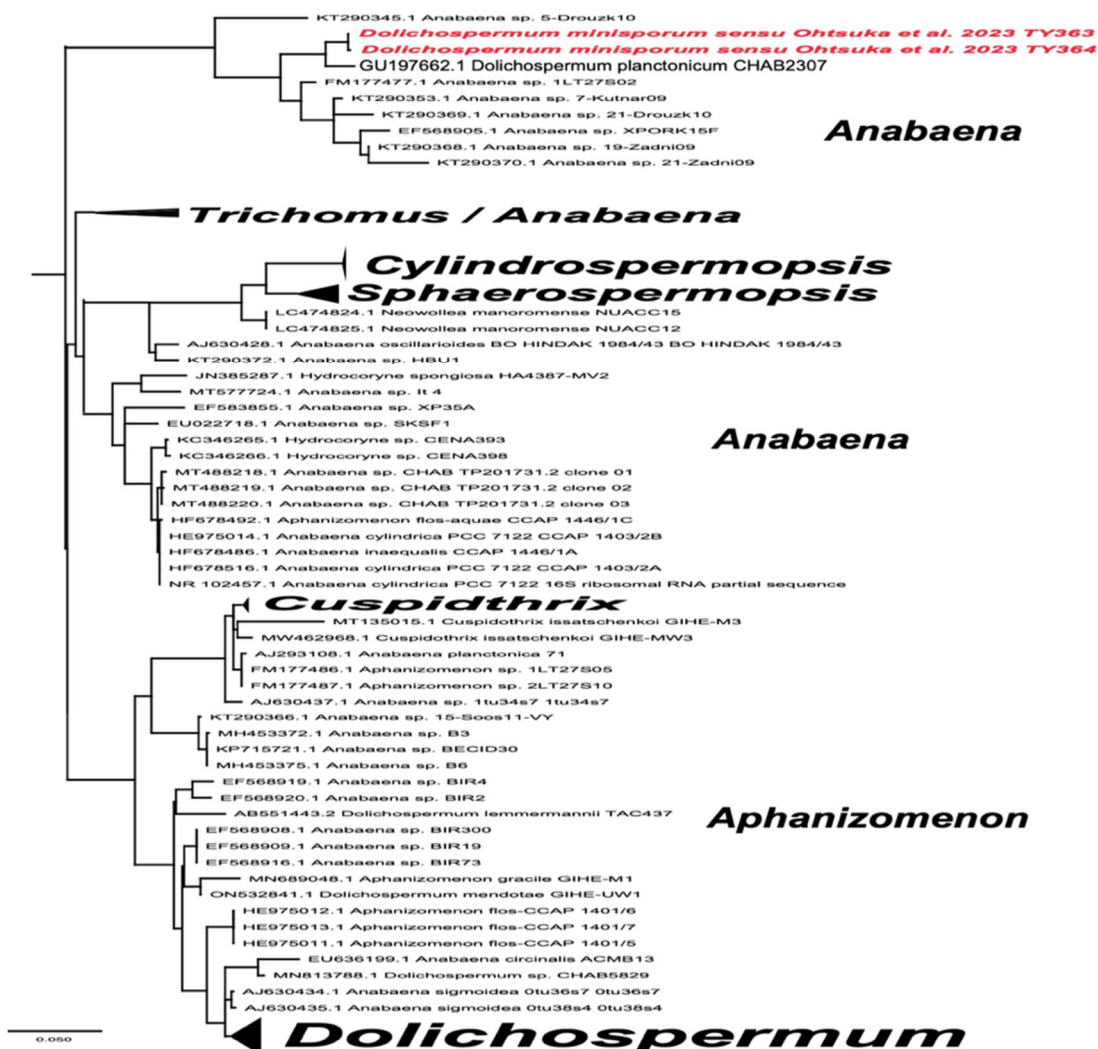 KT290345.1 Anabaena sp. 5-Drouzk10
Dolichospermum minisporum sensu Ohtsuka et al. 2023 TY363
Dolichospermum minisporum sensu Ohtsuka et al. 2023 TY364
GU197662.1 Dolichospermum planctonicum CHAB2307
FM177477.1 Anabaena sp. 1LT27S02
KT290353.1 Anabaena sp. 7-Kutnar09
KT290369.1 Anabaena sp. 21-Drouzk10
EF568905.1 Anabaena sp. XPORK15F
Anabaena
KT290368.1 Anabaena sp. 19-Zadni09
KT290370.1 Anabaena sp. 21-Zadni09
Trichomus / Anabaena
Cylindrospermopsis
Sphaerospermopsis
LC474824.1 Neowollea manoromense NUACC15
LC474825.1 Neowollea manoromense NUACC12
AJ630428.1 Anabaena oscillarioides BO HINDAK 1984/43 BO HINDAK 1984/43
KT290372.1 Anabaena sp. HBU1
JN385287.1 Hydrocoryne spongiosa HA4387-MV2
MT577724.1 Anabaena sp. It 4
EF583855.1 Anabaena sp. XP35A
EU022718.1 Anabaena sp. SKSF1
Anabaena
KC346265.1 Hydrocoryne sp. CENA393
KC346266.1 Hydrocoryne sp. CENA398
MT488218.1 Anabaena sp. CHAB TP201731.2 clone 01
MT488219.1 Anabaena sp. CHAB TP201731.2 clone 02
MT488220.1 Anabaena sp. CHAB TP201731.2 clone 03
HF678492.1 Aphanizomenon flos-aquae CCAP 1446/1C
HE975014.1 Anabaena cylindrica PCC 7122 CCAP 1403/2B
HF678486.1 Anabaena inaequalis CCAP 1446/1A
HF678516.1 Anabaena cylindrica PCC 7122 CCAP 1403/2A
NR 102457.1 Anabaena cylindrica PCC 7122 16S ribosomal RNA partial sequence
Cuspidthrix
MT135015.1 Cuspidothrix issatschenkoi GIHE-M3
MW462968.1 Cuspidothrix issatschenkoi GIHE-MW3
AJ293108.1 Anabaena planctonica 71
FM177486.1 Aphanizomenon sp. 1LT27S05
FM177487.1 Aphanizomenon sp. 2LT27S10
AJ630437.1 Anabaena sp. 1tu34s7 1tu34s7
KT290366.1 Anabaena sp. 15-Soos11-VY
MH453372.1 Anabaena sp. B3
KP715721.1 Anabaena sp. BECID30
MH453375.1 Anabaena sp. B6
EF568919.1 Anabaena sp. BIR4
EF568920.1 Anabaena sp. BIR2
AB551443.2 Dolichospermum lemmermannii TAC437
Aphanizomenon
EF568908.1 Anabaena sp. BIR300
EF568909.1 Anabaena sp. BIR19
EF568916.1 Anabaena sp. BIR73
MN689048.1 Aphanizomenon gracile GIHE-M1
ON532841.1 Dolichospermum mendotae GIHE-UW1
HE975012.1 Aphanizomenon flos-CCAP 1401/6
HE975013.1 Aphanizomenon flos-CCAP 1401/7
HE975011.1 Aphanizomenon flos-CCAP 1401/5
EU636199.1 Anabaena circinalis ACMB13
MN813788.1 Dolichospermum sp. CHAB5829
AJ630434.1 Anabaena sigmoidea 0tu36s7 0tu36s7
AJ630435.1 Anabaena sigmoidea 0tu38s4 0tu38s4
Dolichospermum
0.050